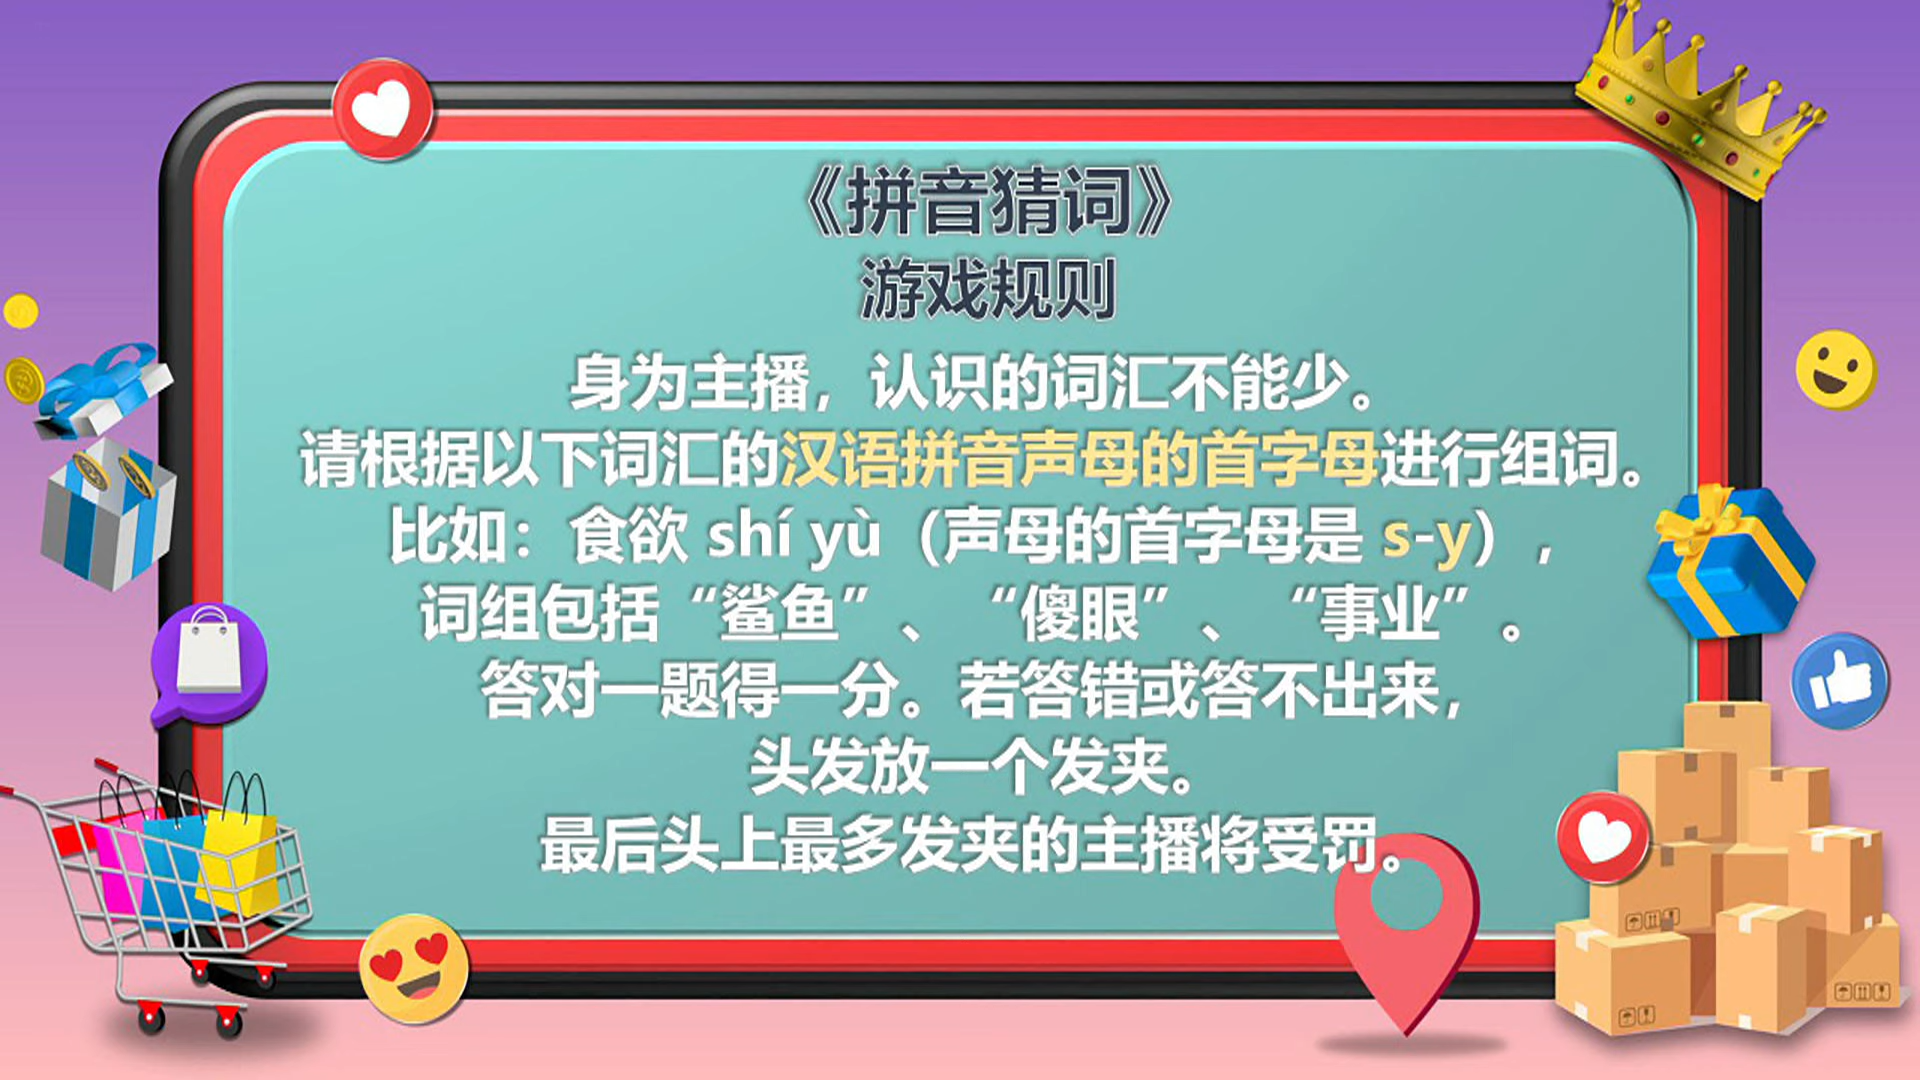 《拼音猜词》
游戏规则
身为主播，认识的词汇不能少。
请根据以下词汇的汉语拼音声母的首字母进行组词。
比如：食欲 shí yù（声母的首字母是 s-y），
词组包括“鲨鱼”、“傻眼”、“事业”。
答对一题得一分。若答错或答不出来，
头发放一个发夹。
最后头上最多发夹的主播将受罚。